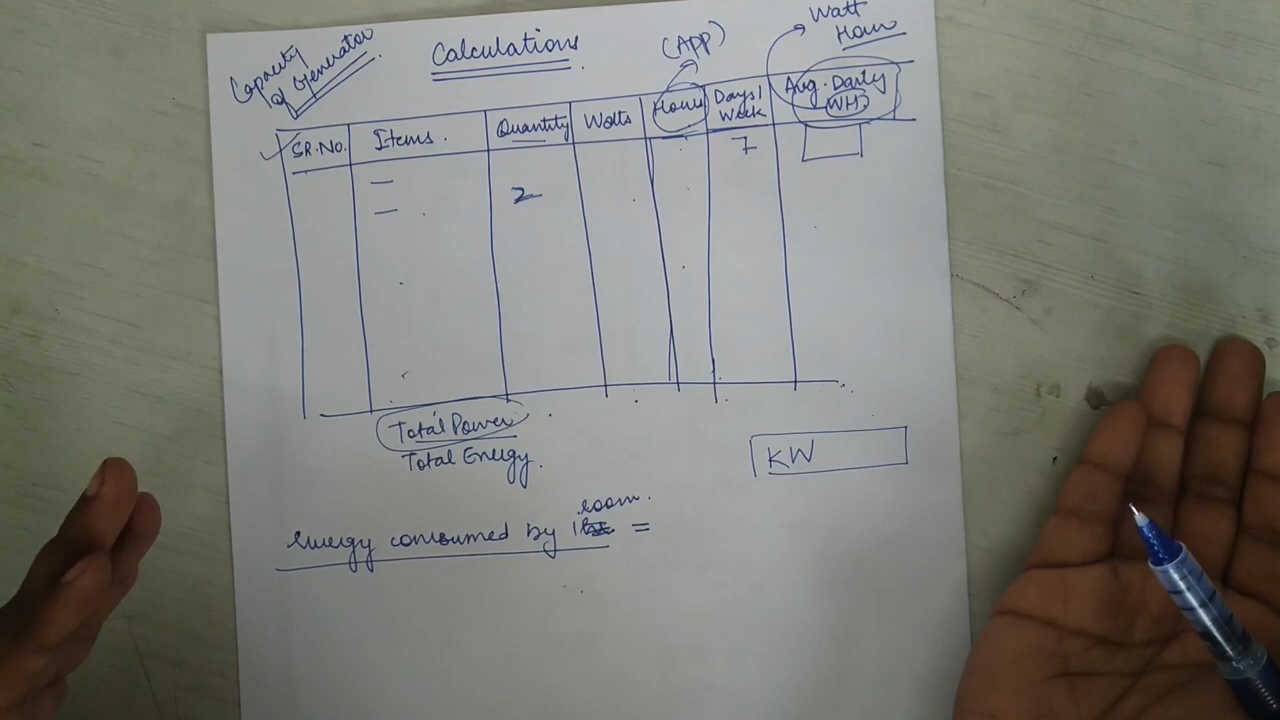 Capacity
of Generator
Calculations
(APP)
Watt
Hour
SR.No.
Items.
Quantity
Watts
Hours
Days/
Week
Avg. Daily
WH
7
2
Total Power
Total Energy.
KW
room.
energy consumed by 1 =